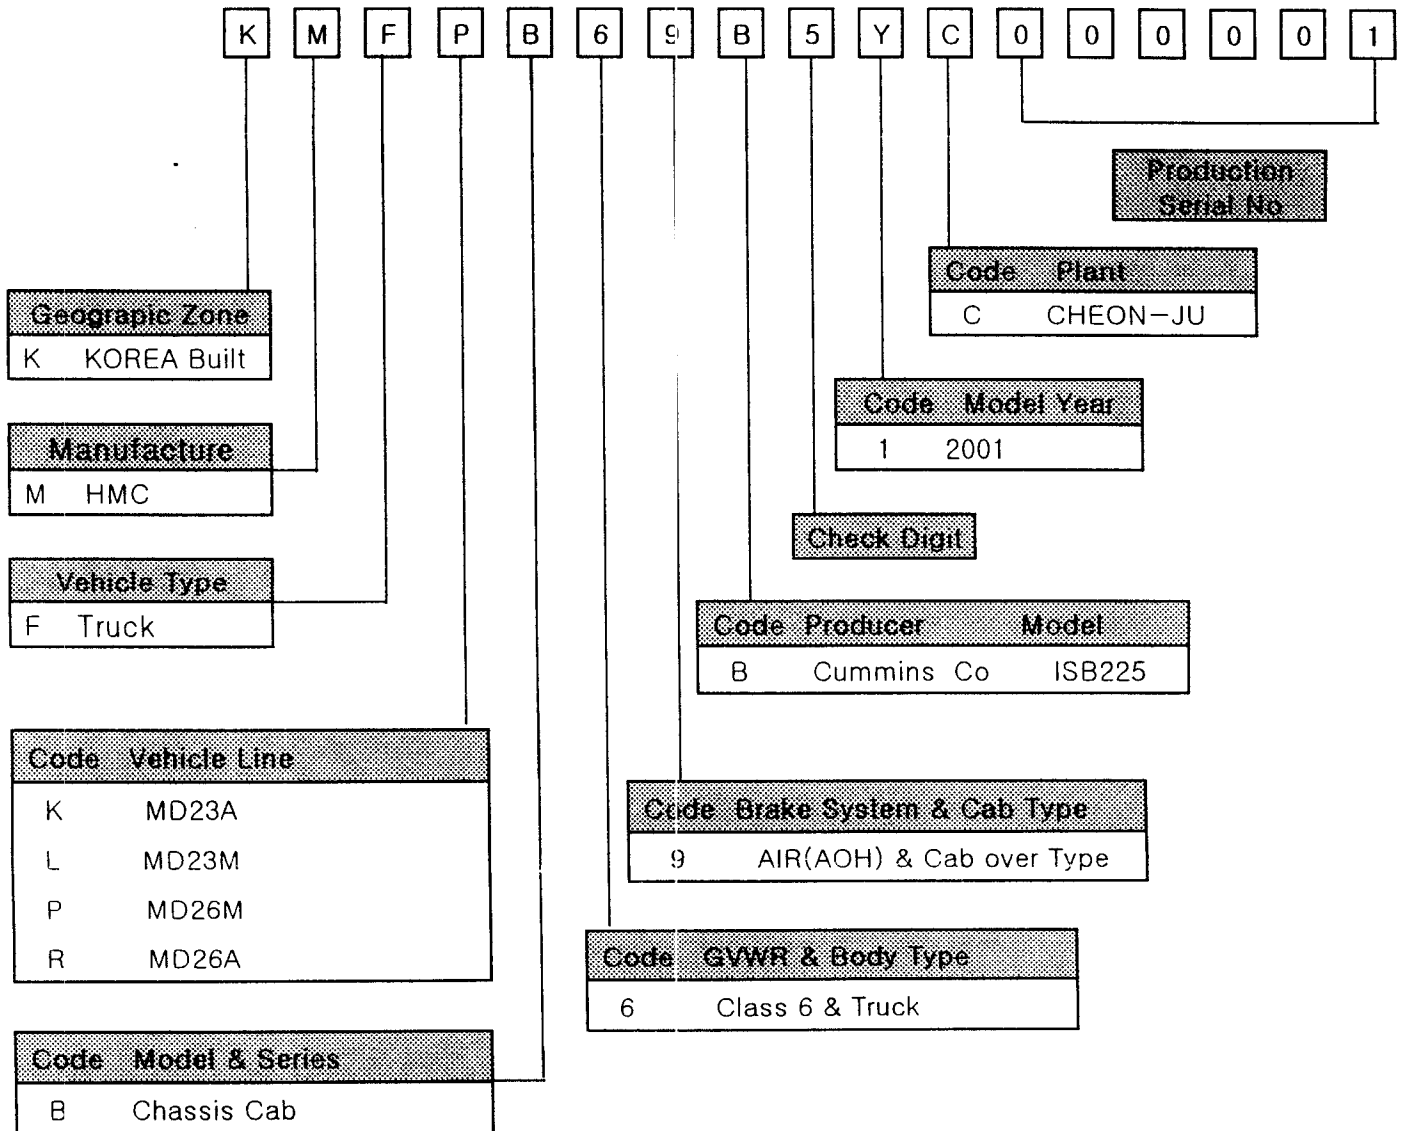 K M F P B 6 9 B 5 Y C 0 0 0 0 0 1
Production
Serial No
Code Plant
C CHEON-JU
Geograpic Zone
K KOREA Built
Code Model Year
1 2001
Manufacture
M HMC
Check Digit
Vehicle Type
F Truck
Code Producer Model
B Cummins Co ISB225
Code Vehicle Line
K MD23A
L MD23M
P MD26M
R MD26A
Code Brake System & Cab Type
9 AIR(AOH) & Cab over Type
Code GVWR & Body Type
6 Class 6 & Truck
Code Model & Series
B Chassis Cab